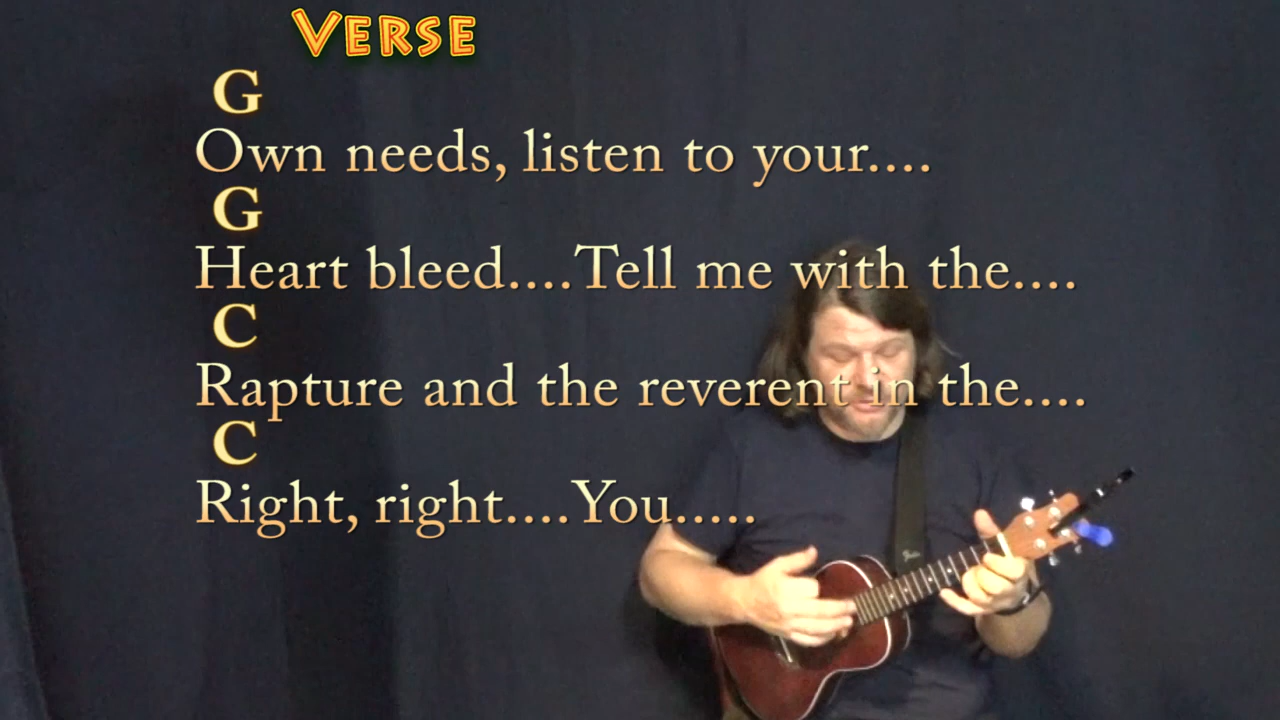 VERSE
G
Own needs, listen to your....
G
Heart bleed....Tell me with the....
C
Rapture and the reverent in the....
C
Right, right....You.....